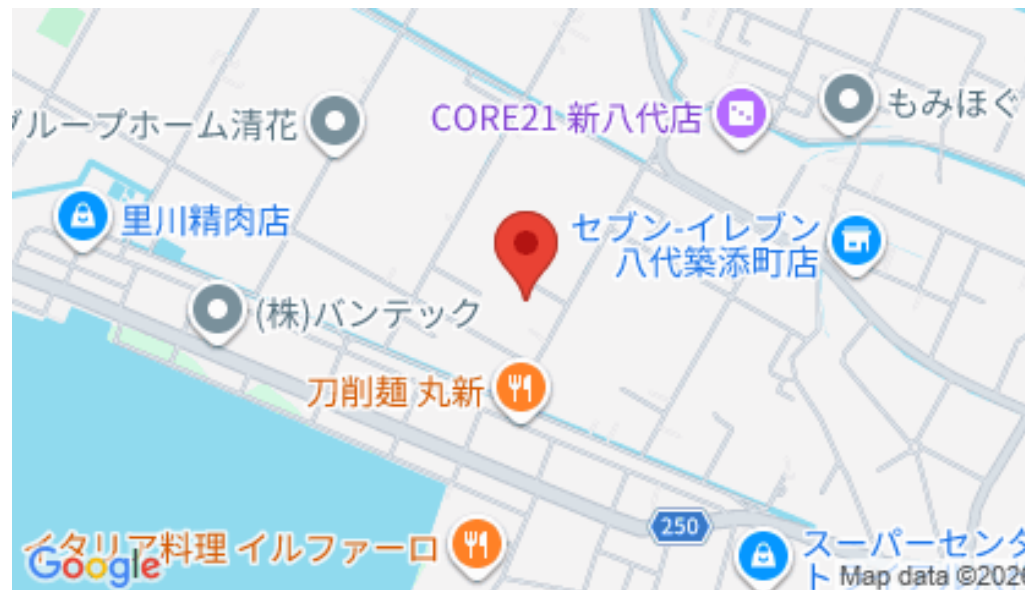 CORE21 新八代店
もみほぐ
グループホーム清花
里川精肉店
セブン-イレブン
八代築添町店
(株)バンテック
刀削麺 丸新
250
イタリア料理 イルファーロ
スーパーセンタ
Google
Map data ©2026